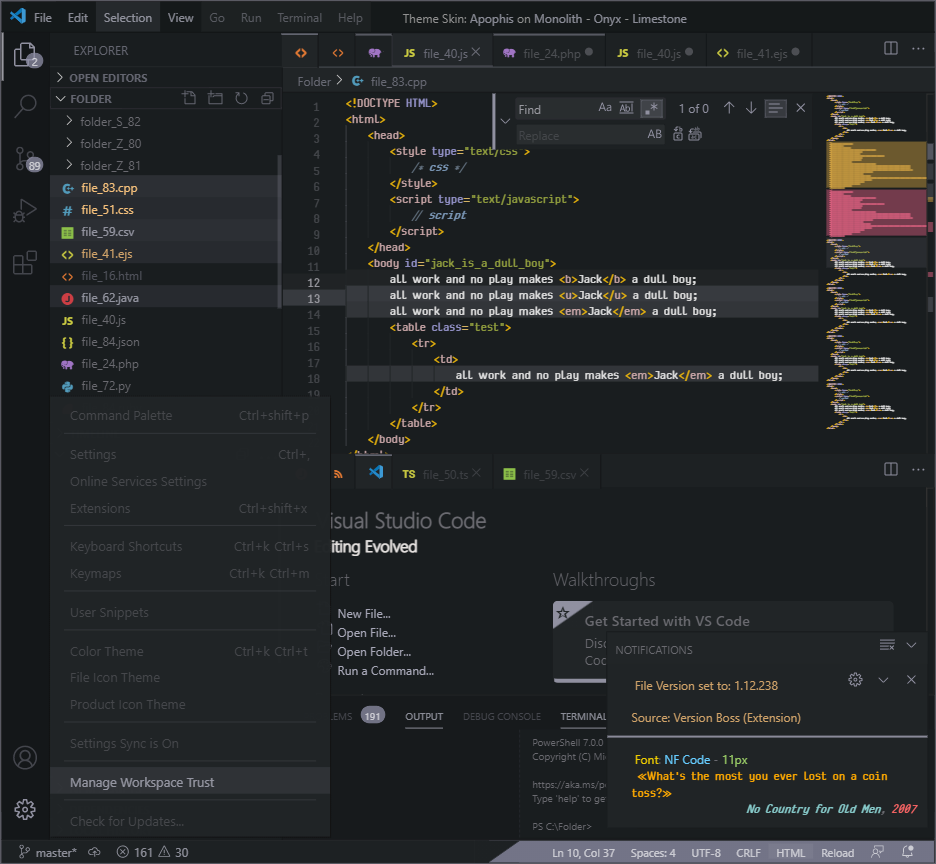 File Edit Selection View Go Run Terminal Help Theme Skin: Apophis on Monolith - Onyx - Limestone
2
EXPLORER
JS file_40.js file_24.php JS file_40.js file_41.ejs
OPEN EDITORS
Folder > file_83.cpp
FOLDER
folder_S_82
folder_Z_80
folder_Z_81
89
file_83.cpp
# file_51.css
file_59.csv
file_41.ejs
file_16.html
file_62.java
JS file_40.js
{} file_84.json
file_24.php
file_72.py
1 <!DOCTYPE HTML>
2 <html>
3 <head>
4 <style type="text/css">
5 /* css */
6 </style>
7 <script type="text/javascript">
8 // script
9 </script>
10 </head>
11 <body id="jack_is_a_dull_boy">
12 all work and no play makes <b>Jack</b> a dull boy;
13 all work and no play makes <u>Jack</u> a dull boy;
14 all work and no play makes <em>Jack</em> a dull boy;
15 <table class="test">
16 <tr>
17 <td>
18 all work and no play makes <em>Jack</em> a dull boy;
19 </td>
</tr>
</table>
</body>
Find Aa Abl .* 1 of 0
Replace AB
Command Palette Ctrl+shift+p
Settings Ctrl+,
Online Services Settings
Extensions Ctrl+shift+x
Keyboard Shortcuts Ctrl+k Ctrl+s
Keymaps Ctrl+k Ctrl+m
User Snippets
Color Theme Ctrl+k Ctrl+t
File Icon Theme
Product Icon Theme
Settings Sync is On
Manage Workspace Trust
Check for Updates...
TS file_50.ts file_59.csv
isual Studio Code
iting Evolved
art
New File...
Open File...
Open Folder...
Run a Command...
Walkthroughs
Get Started with VS Code
Disc
Coc
NOTIFICATIONS
File Version set to: 1.12.238
Source: Version Boss (Extension)
Font: NF Code - 11px
≪What's the most you ever lost on a coin
toss?≫
No Country for Old Men, 2007
LEMS 191 OUTPUT DEBUG CONSOLE TERMINAL
PowerShell 7.0.0
Copyright (C) Mi
https://aka.ms/p
Type 'help' to ge
PS C:\Folder>
master* 161 30 Ln 10, Col 37 Spaces: 4 UTF-8 CRLF HTML Reload